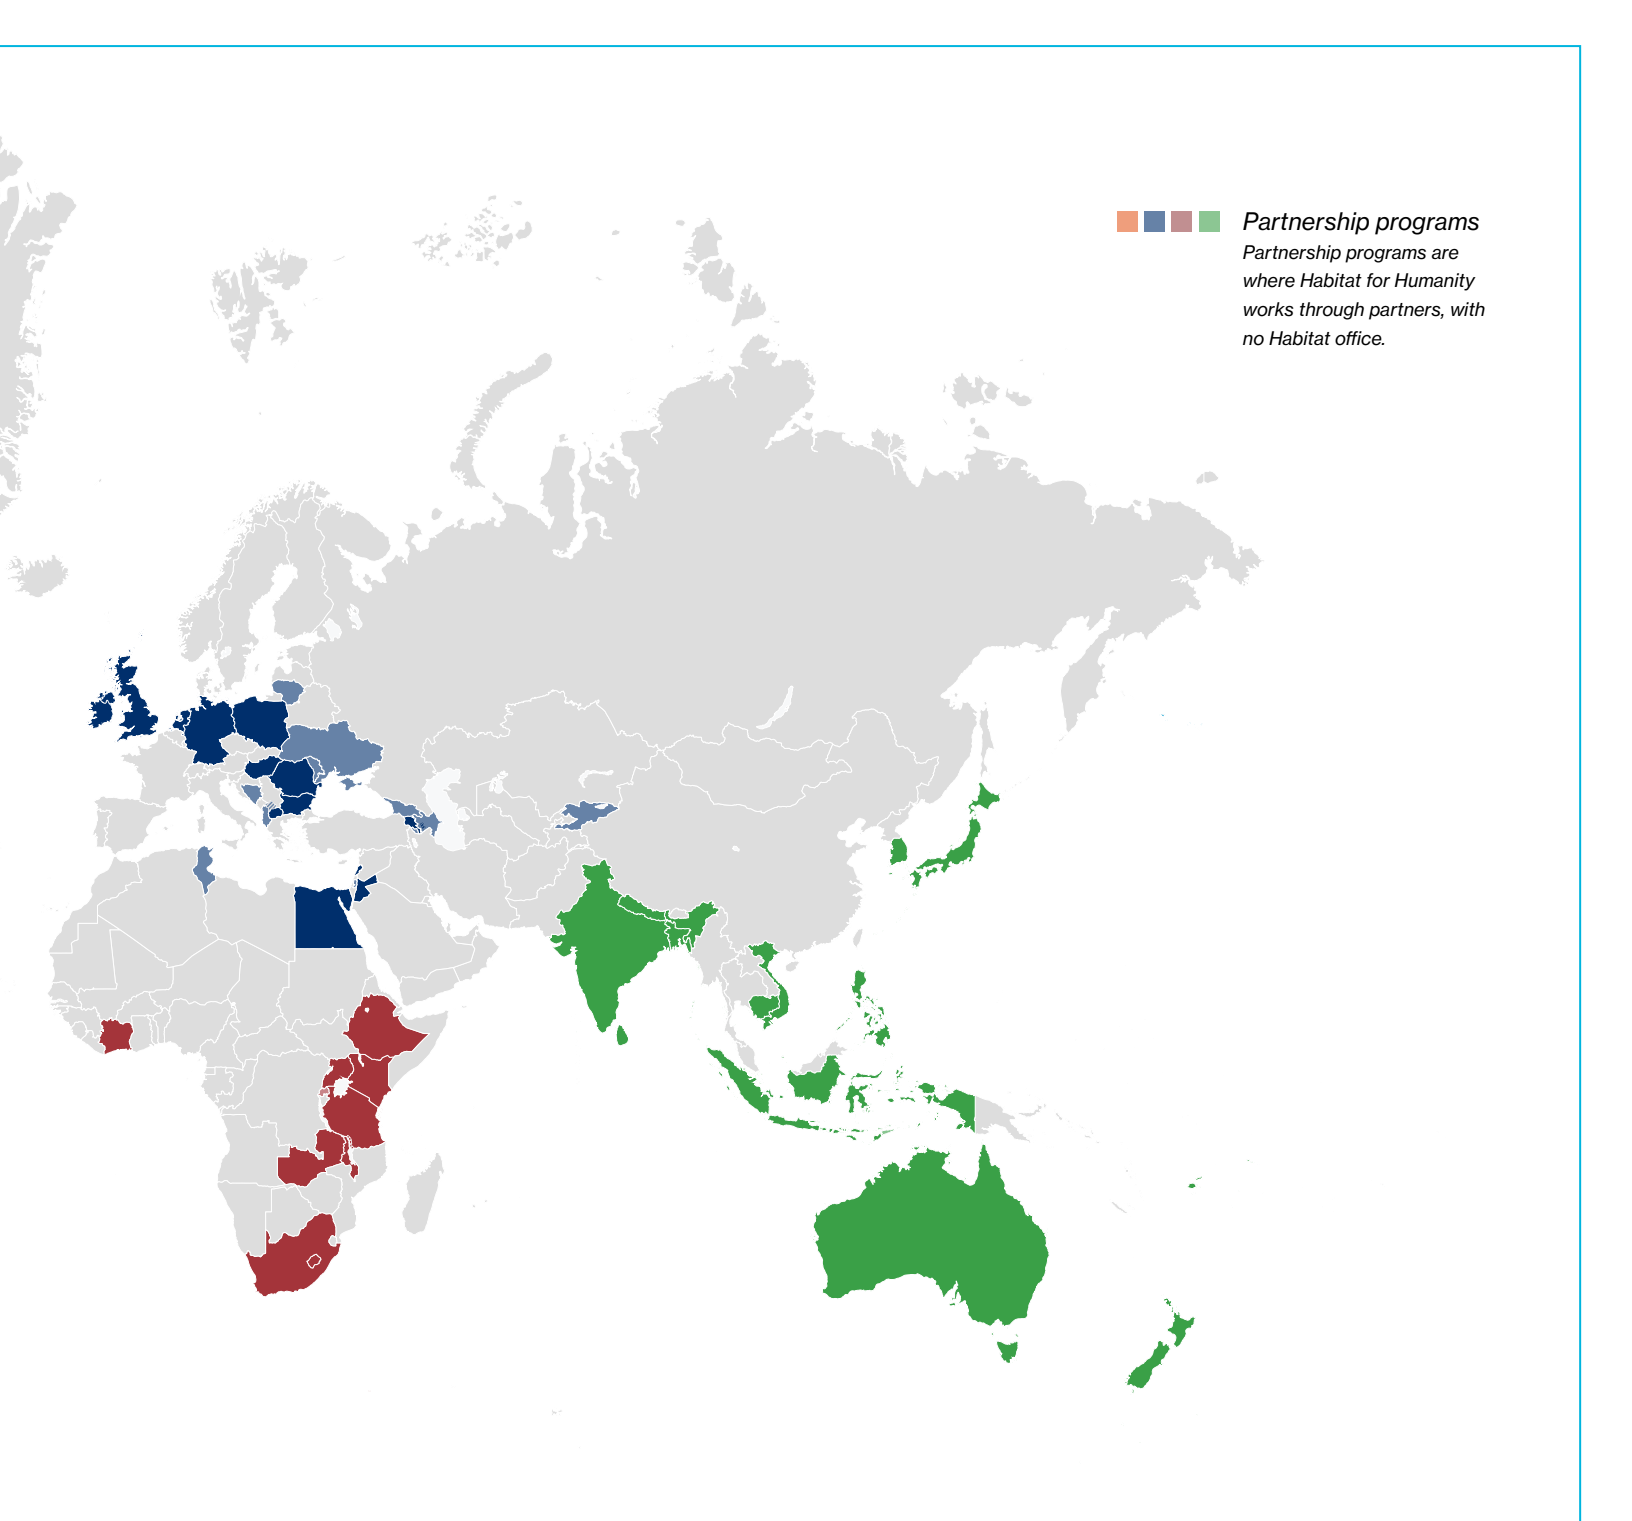 Partnership programs
Partnership programs are
where Habitat for Humanity
works through partners, with
no Habitat office.